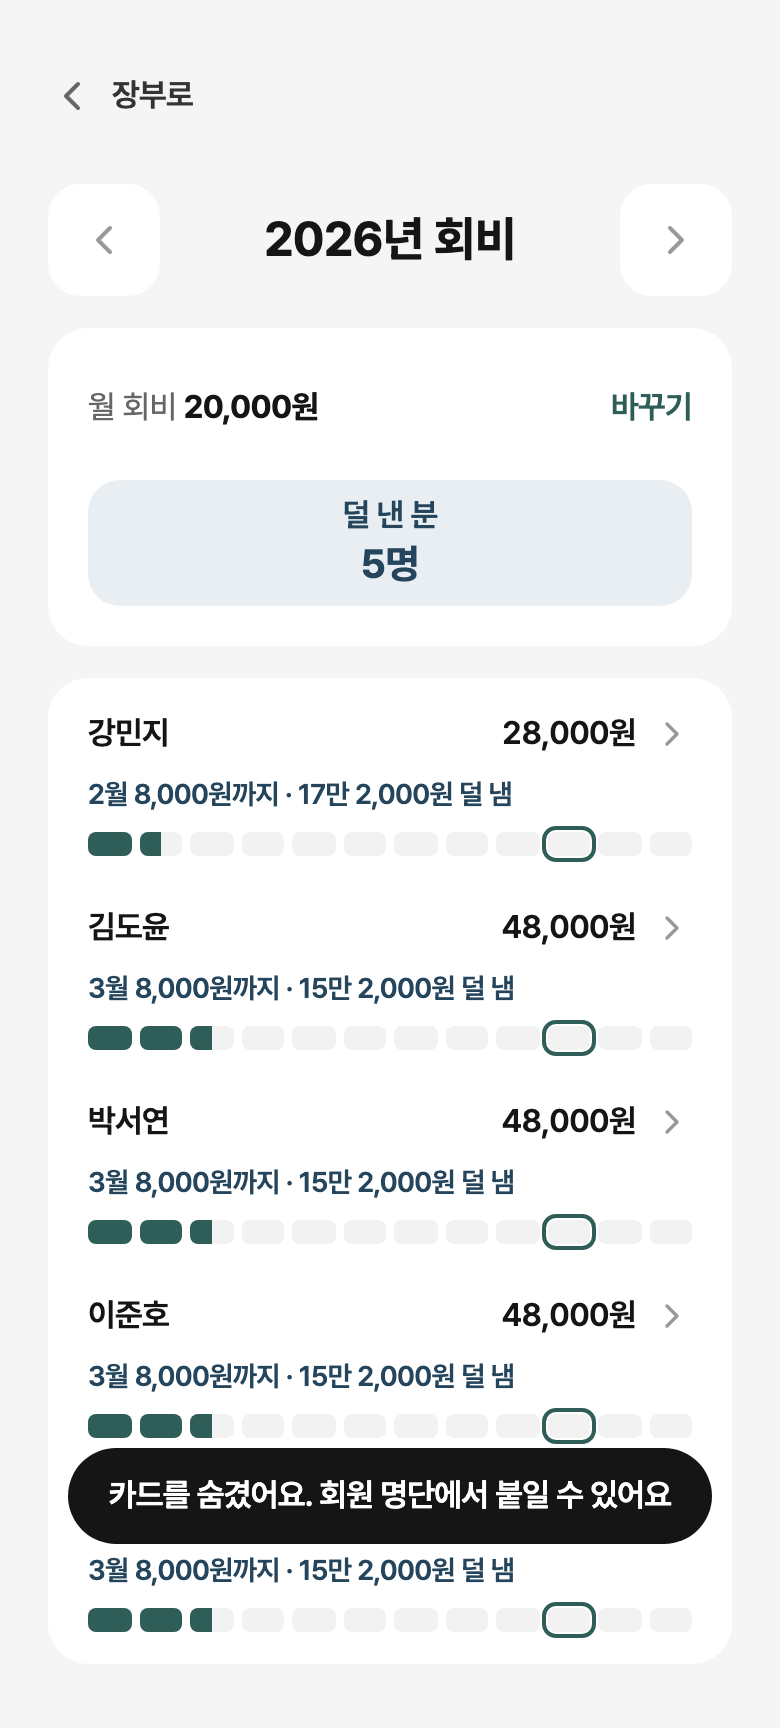 장부로
2026년 회비
월 회비 20,000원 바꾸기
덜 낸 분
5명
강민지 28,000원
2월 8,000원까지 · 17만 2,000원 덜 냄
김도윤 48,000원
3월 8,000원까지 · 15만 2,000원 덜 냄
박서연 48,000원
3월 8,000원까지 · 15만 2,000원 덜 냄
이준호 48,000원
3월 8,000원까지 · 15만 2,000원 덜 냄
카드를 숨겼어요. 회원 명단에서 붙일 수 있어요
3월 8,000원까지 · 15만 2,000원 덜 냄